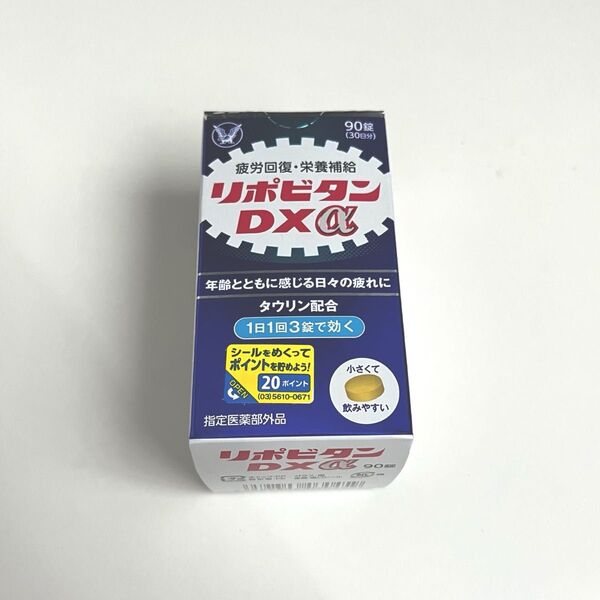 90錠
(30日分)
疲労回復・栄養補給
リポビタン
DXα
年齢とともに感じる日々の疲れに
タウリン配合
1日1回3錠で効く
シールをめくって
ポイントを貯めよう!
OPEN
20ポイント
(03)5610-0671
小さくて
飲みやすい
指定医薬部外品
リポビタン
DXα 90錠